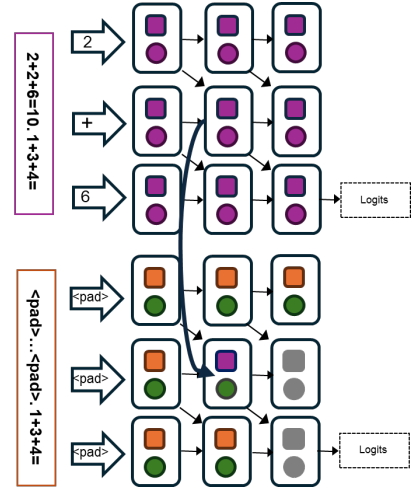 2+2+6=10. 1+3+4=
2
+
6
Logits
<pad>...<pad>. 1+3+4=
<pad>
<pad>
<pad>
Logits